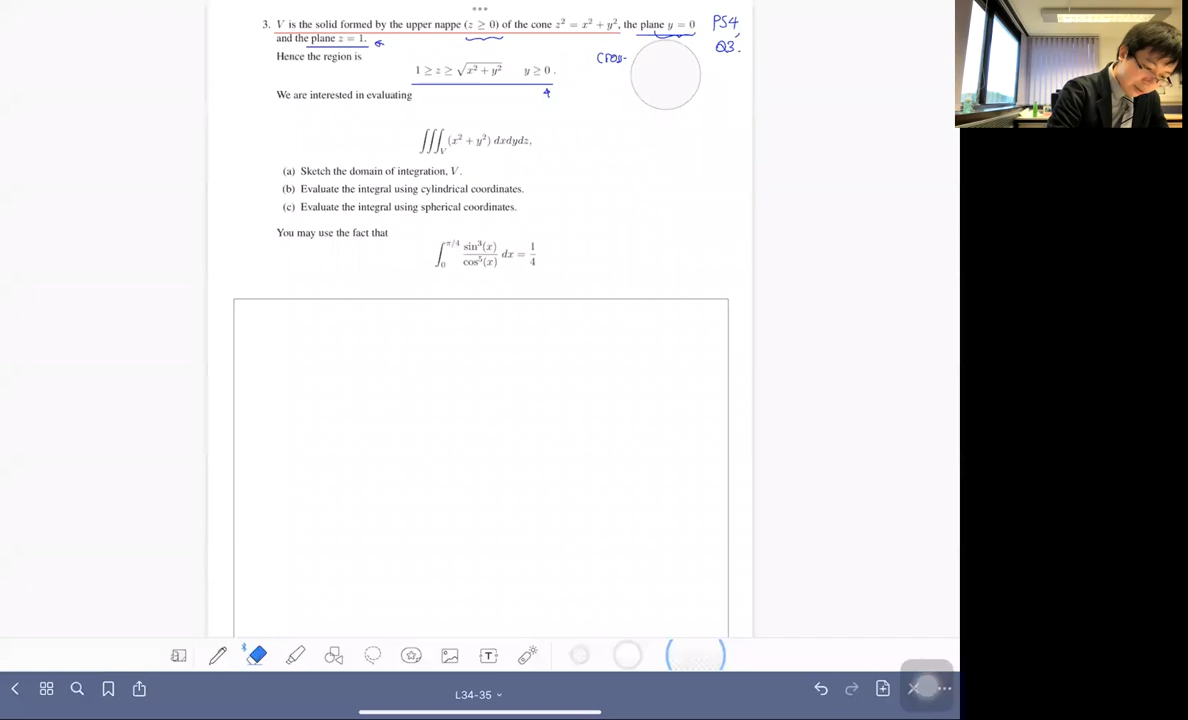 3. V is the solid formed by the upper nappe (z ≥ 0) of the cone z² = x² + y², the plane y = 0
and the plane z = 1.
PS4,
Q3.
Hence the region is
cross-
1 ≥ z ≥ √(x² + y²) y ≥ 0.
We are interested in evaluating
∭_V (x² + y²) dxdydz,
(a) Sketch the domain of integration, V.
(b) Evaluate the integral using cylindrical coordinates.
(c) Evaluate the integral using spherical coordinates.
You may use the fact that
∫_0^{π/4} sin³(x)/cos⁵(x) dx = 1/4
L34-35